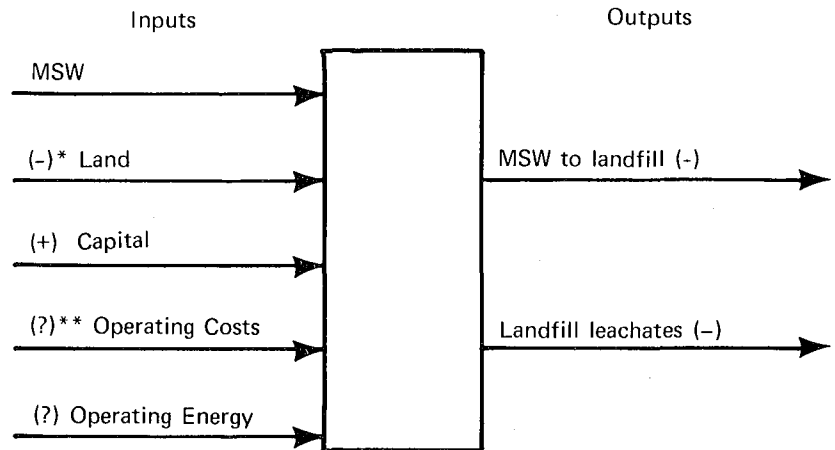 Inputs
Outputs
MSW
(-)* Land
(+) Capital
(?)** Operating Costs
(?) Operating Energy
MSW to landfill (-)
Landfill leachates (-)